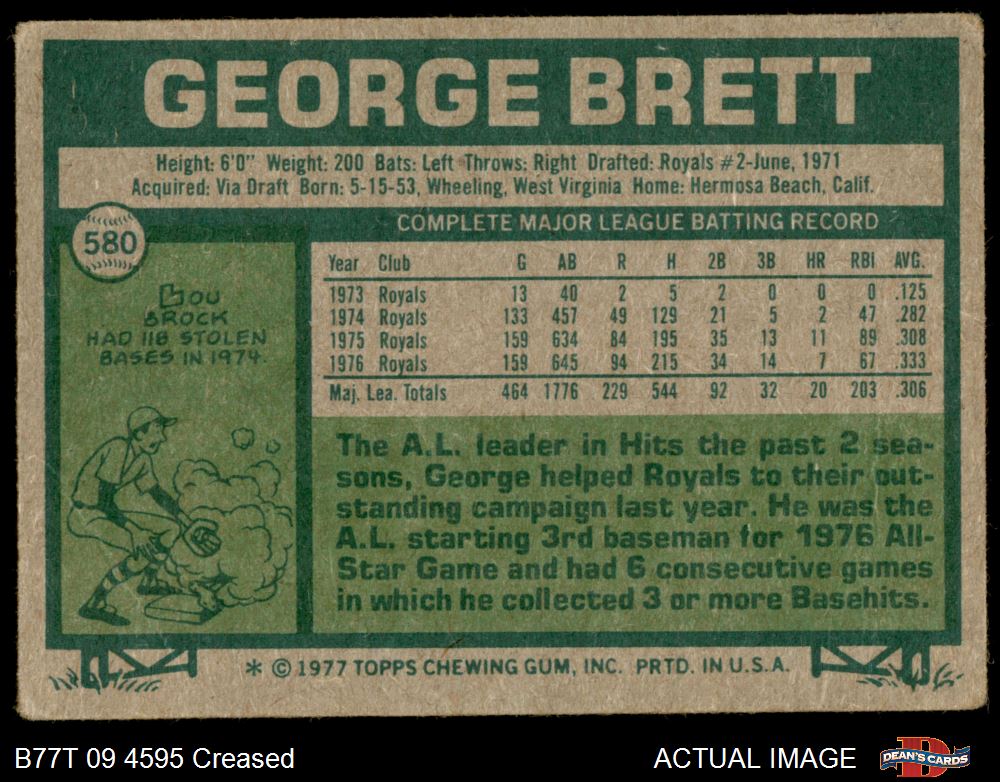 GEORGE BRETT
Height: 6'0" Weight: 200 Bats: Left Throws: Right Drafted: Royals #2-June, 1971
Acquired: Via Draft Born: 5-15-53, Wheeling, West Virginia Home: Hermosa Beach, Calif.
580
LOU
BROCK
HAD 118 STOLEN
BASES IN 1974.
COMPLETE MAJOR LEAGUE BATTING RECORD
Year Club G AB R H 2B 3B HR RBI AVG.
1973 Royals 13 40 2 5 2 0 0 0 .125
1974 Royals 133 457 49 129 21 5 2 47 .282
1975 Royals 159 634 84 195 35 13 11 89 .308
1976 Royals 159 645 94 215 34 14 7 67 .333
Maj. Lea. Totals 464 1776 229 544 92 32 20 203 .306
The A.L. leader in Hits the past 2 sea-
sons, George helped Royals to their out-
standing campaign last year. He was the
A.L. starting 3rd baseman for 1976 All-
Star Game and had 6 consecutive games
in which he collected 3 or more Basehits.
* © 1977 TOPPS CHEWING GUM, INC. PRTD. IN U.S.A.
B77T 09 4595 Creased
ACTUAL IMAGE
D
DEAN'S CARDS